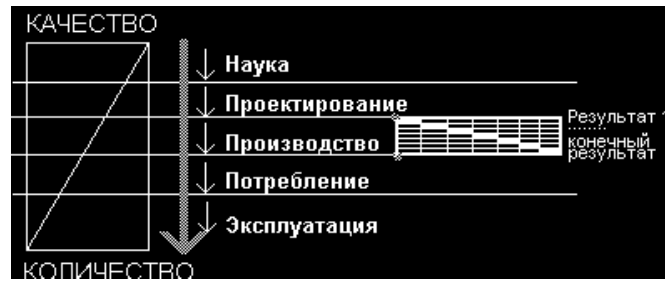 КАЧЕСТВО
Наука
Проектирование
Результат 1
Производство
конечный
результат
Потребление
Эксплуатация
КОЛИЧЕСТВО